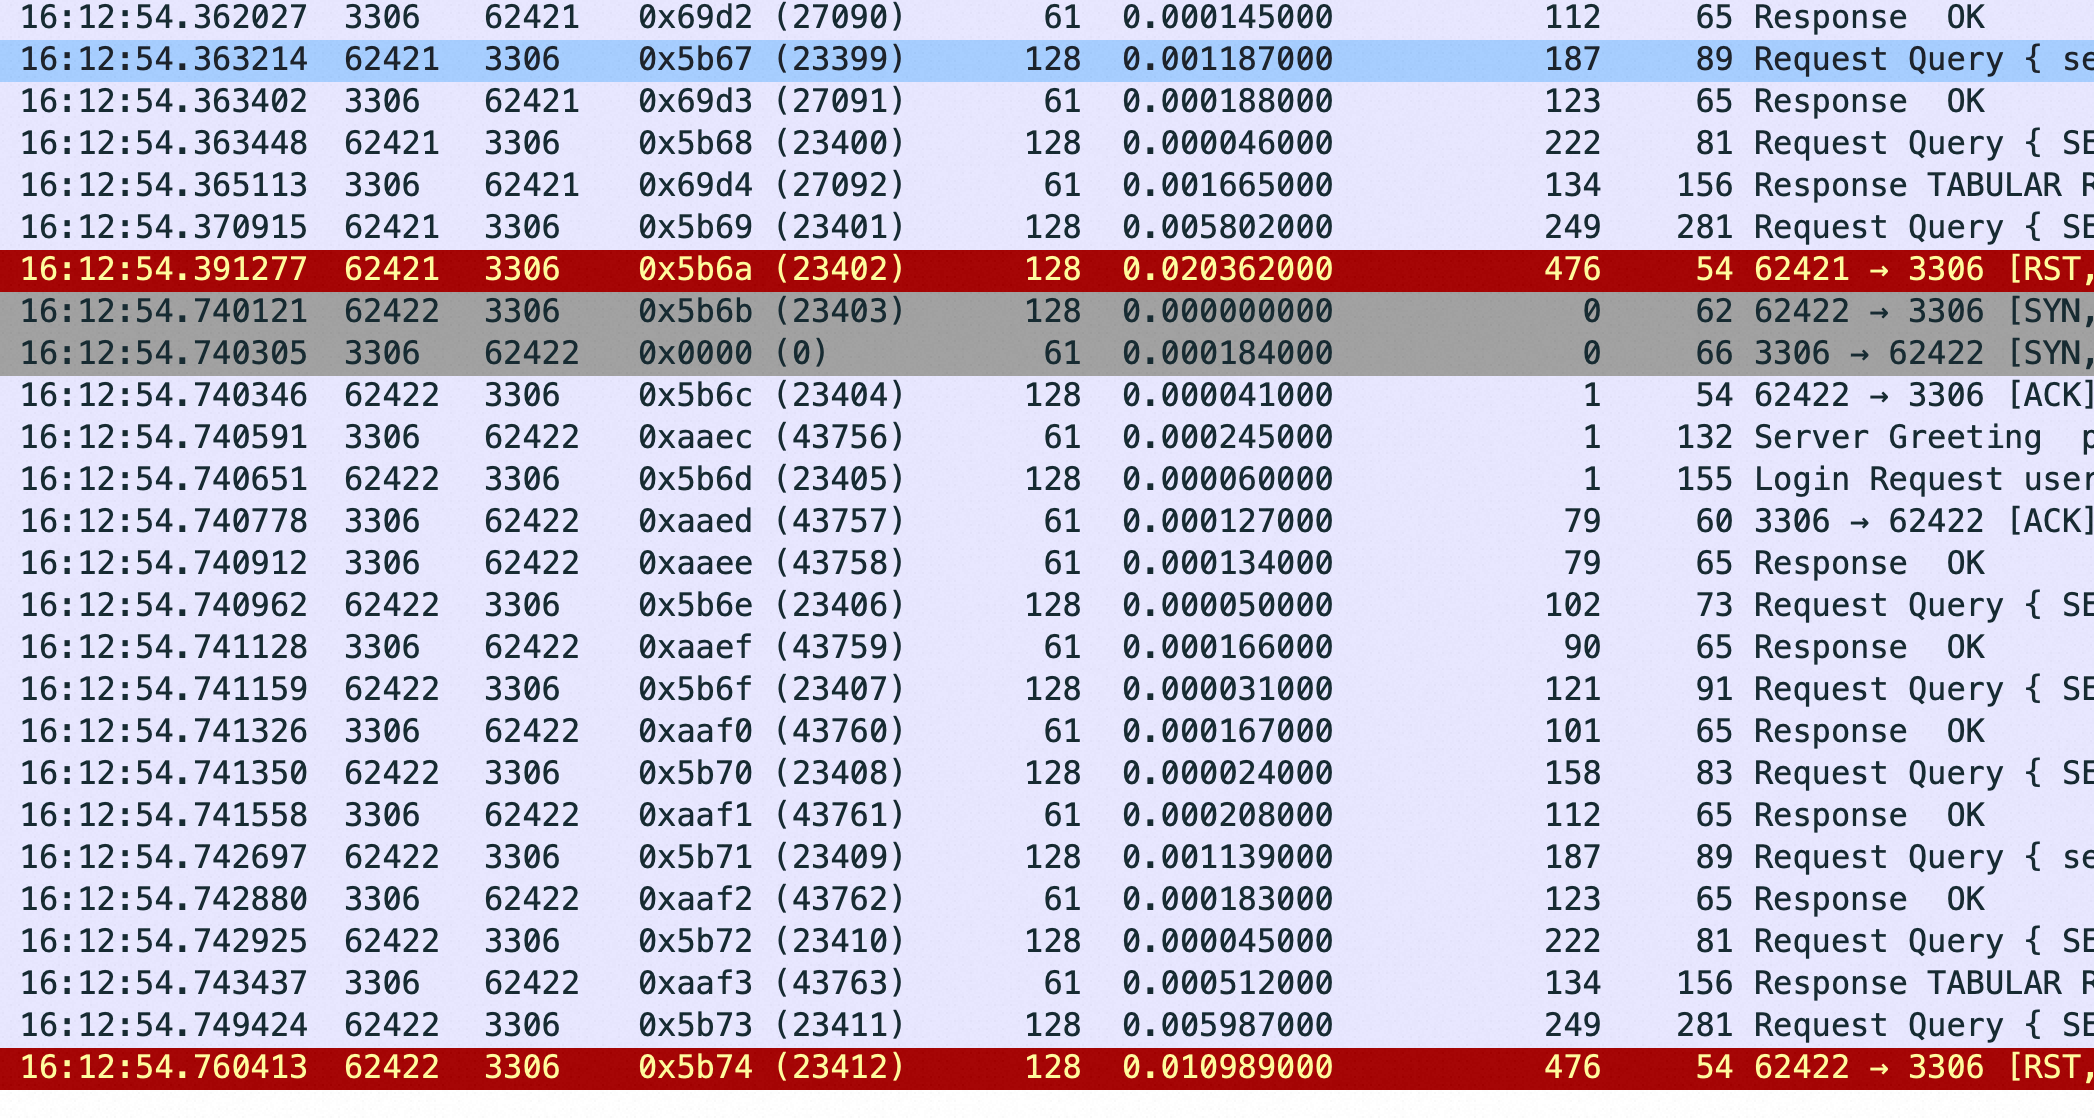 16:12:54.362027 3306 62421 0x69d2 (27090) 61 0.000145000 112 65 Response OK
16:12:54.363214 62421 3306 0x5b67 (23399) 128 0.001187000 187 89 Request Query { se
16:12:54.363402 3306 62421 0x69d3 (27091) 61 0.000188000 123 65 Response OK
16:12:54.363448 62421 3306 0x5b68 (23400) 128 0.000046000 222 81 Request Query { SE
16:12:54.365113 3306 62421 0x69d4 (27092) 61 0.001665000 134 156 Response TABULAR R
16:12:54.370915 62421 3306 0x5b69 (23401) 128 0.005802000 249 281 Request Query { SE
16:12:54.391277 62421 3306 0x5b6a (23402) 128 0.020362000 476 54 62421 → 3306 [RST,
16:12:54.740121 62422 3306 0x5b6b (23403) 128 0.000000000 0 62 62422 → 3306 [SYN,
16:12:54.740305 3306 62422 0x0000 (0) 61 0.000184000 0 66 3306 → 62422 [SYN,
16:12:54.740346 62422 3306 0x5b6c (23404) 128 0.000041000 1 54 62422 → 3306 [ACK]
16:12:54.740591 3306 62422 0xaaec (43756) 61 0.000245000 1 132 Server Greeting p
16:12:54.740651 62422 3306 0x5b6d (23405) 128 0.000060000 1 155 Login Request user
16:12:54.740778 3306 62422 0xaaed (43757) 61 0.000127000 79 60 3306 → 62422 [ACK]
16:12:54.740912 3306 62422 0xaaee (43758) 61 0.000134000 79 65 Response OK
16:12:54.740962 62422 3306 0x5b6e (23406) 128 0.000050000 102 73 Request Query { SE
16:12:54.741128 3306 62422 0xaaef (43759) 61 0.000166000 90 65 Response OK
16:12:54.741159 62422 3306 0x5b6f (23407) 128 0.000031000 121 91 Request Query { SE
16:12:54.741326 3306 62422 0xaaf0 (43760) 61 0.000167000 101 65 Response OK
16:12:54.741350 62422 3306 0x5b70 (23408) 128 0.000024000 158 83 Request Query { SE
16:12:54.741558 3306 62422 0xaaf1 (43761) 61 0.000208000 112 65 Response OK
16:12:54.742697 62422 3306 0x5b71 (23409) 128 0.001139000 187 89 Request Query { se
16:12:54.742880 3306 62422 0xaaf2 (43762) 61 0.000183000 123 65 Response OK
16:12:54.742925 62422 3306 0x5b72 (23410) 128 0.000045000 222 81 Request Query { SE
16:12:54.743437 3306 62422 0xaaf3 (43763) 61 0.000512000 134 156 Response TABULAR R
16:12:54.749424 62422 3306 0x5b73 (23411) 128 0.005987000 249 281 Request Query { SE
16:12:54.760413 62422 3306 0x5b74 (23412) 128 0.010989000 476 54 62422 → 3306 [RST,